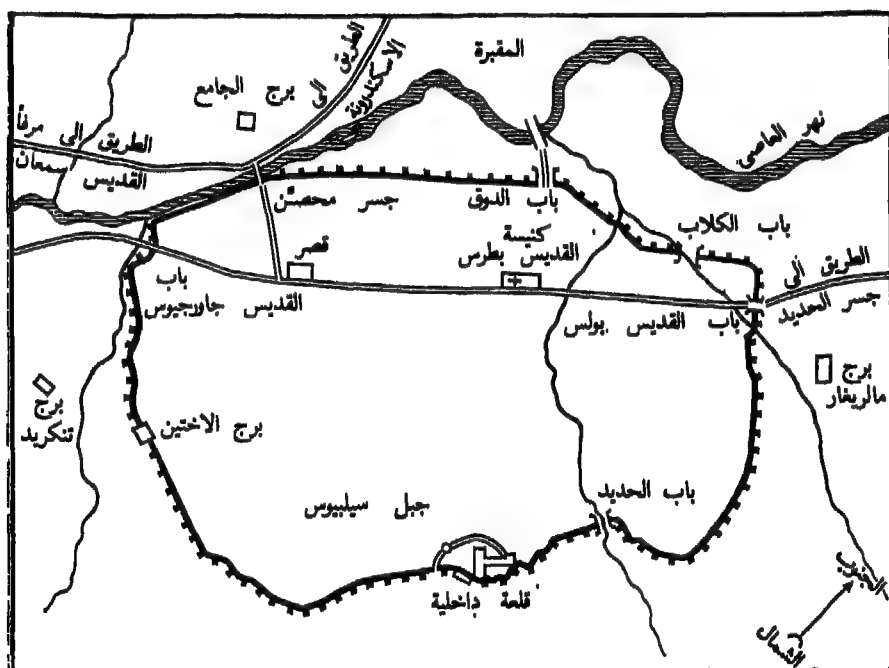 المقبرة
الطريق الى
الاسكندرونة
برج الجامع
الطريق الى مرفأ
القديس سمعان
نهر العاصي
باب الدوق
جسر محصّن
باب الكلاب
كنيسة
القديس بطرس
قصر
الطريق الى
جسر الحديد
باب
القديس جاورجيوس
باب القديس بولس
برج
مالريغار
برج
تنكريد
برج الاختين
باب الحديد
جبل سيلبيوس
قلعة داخلية
الجنوب
الشمال